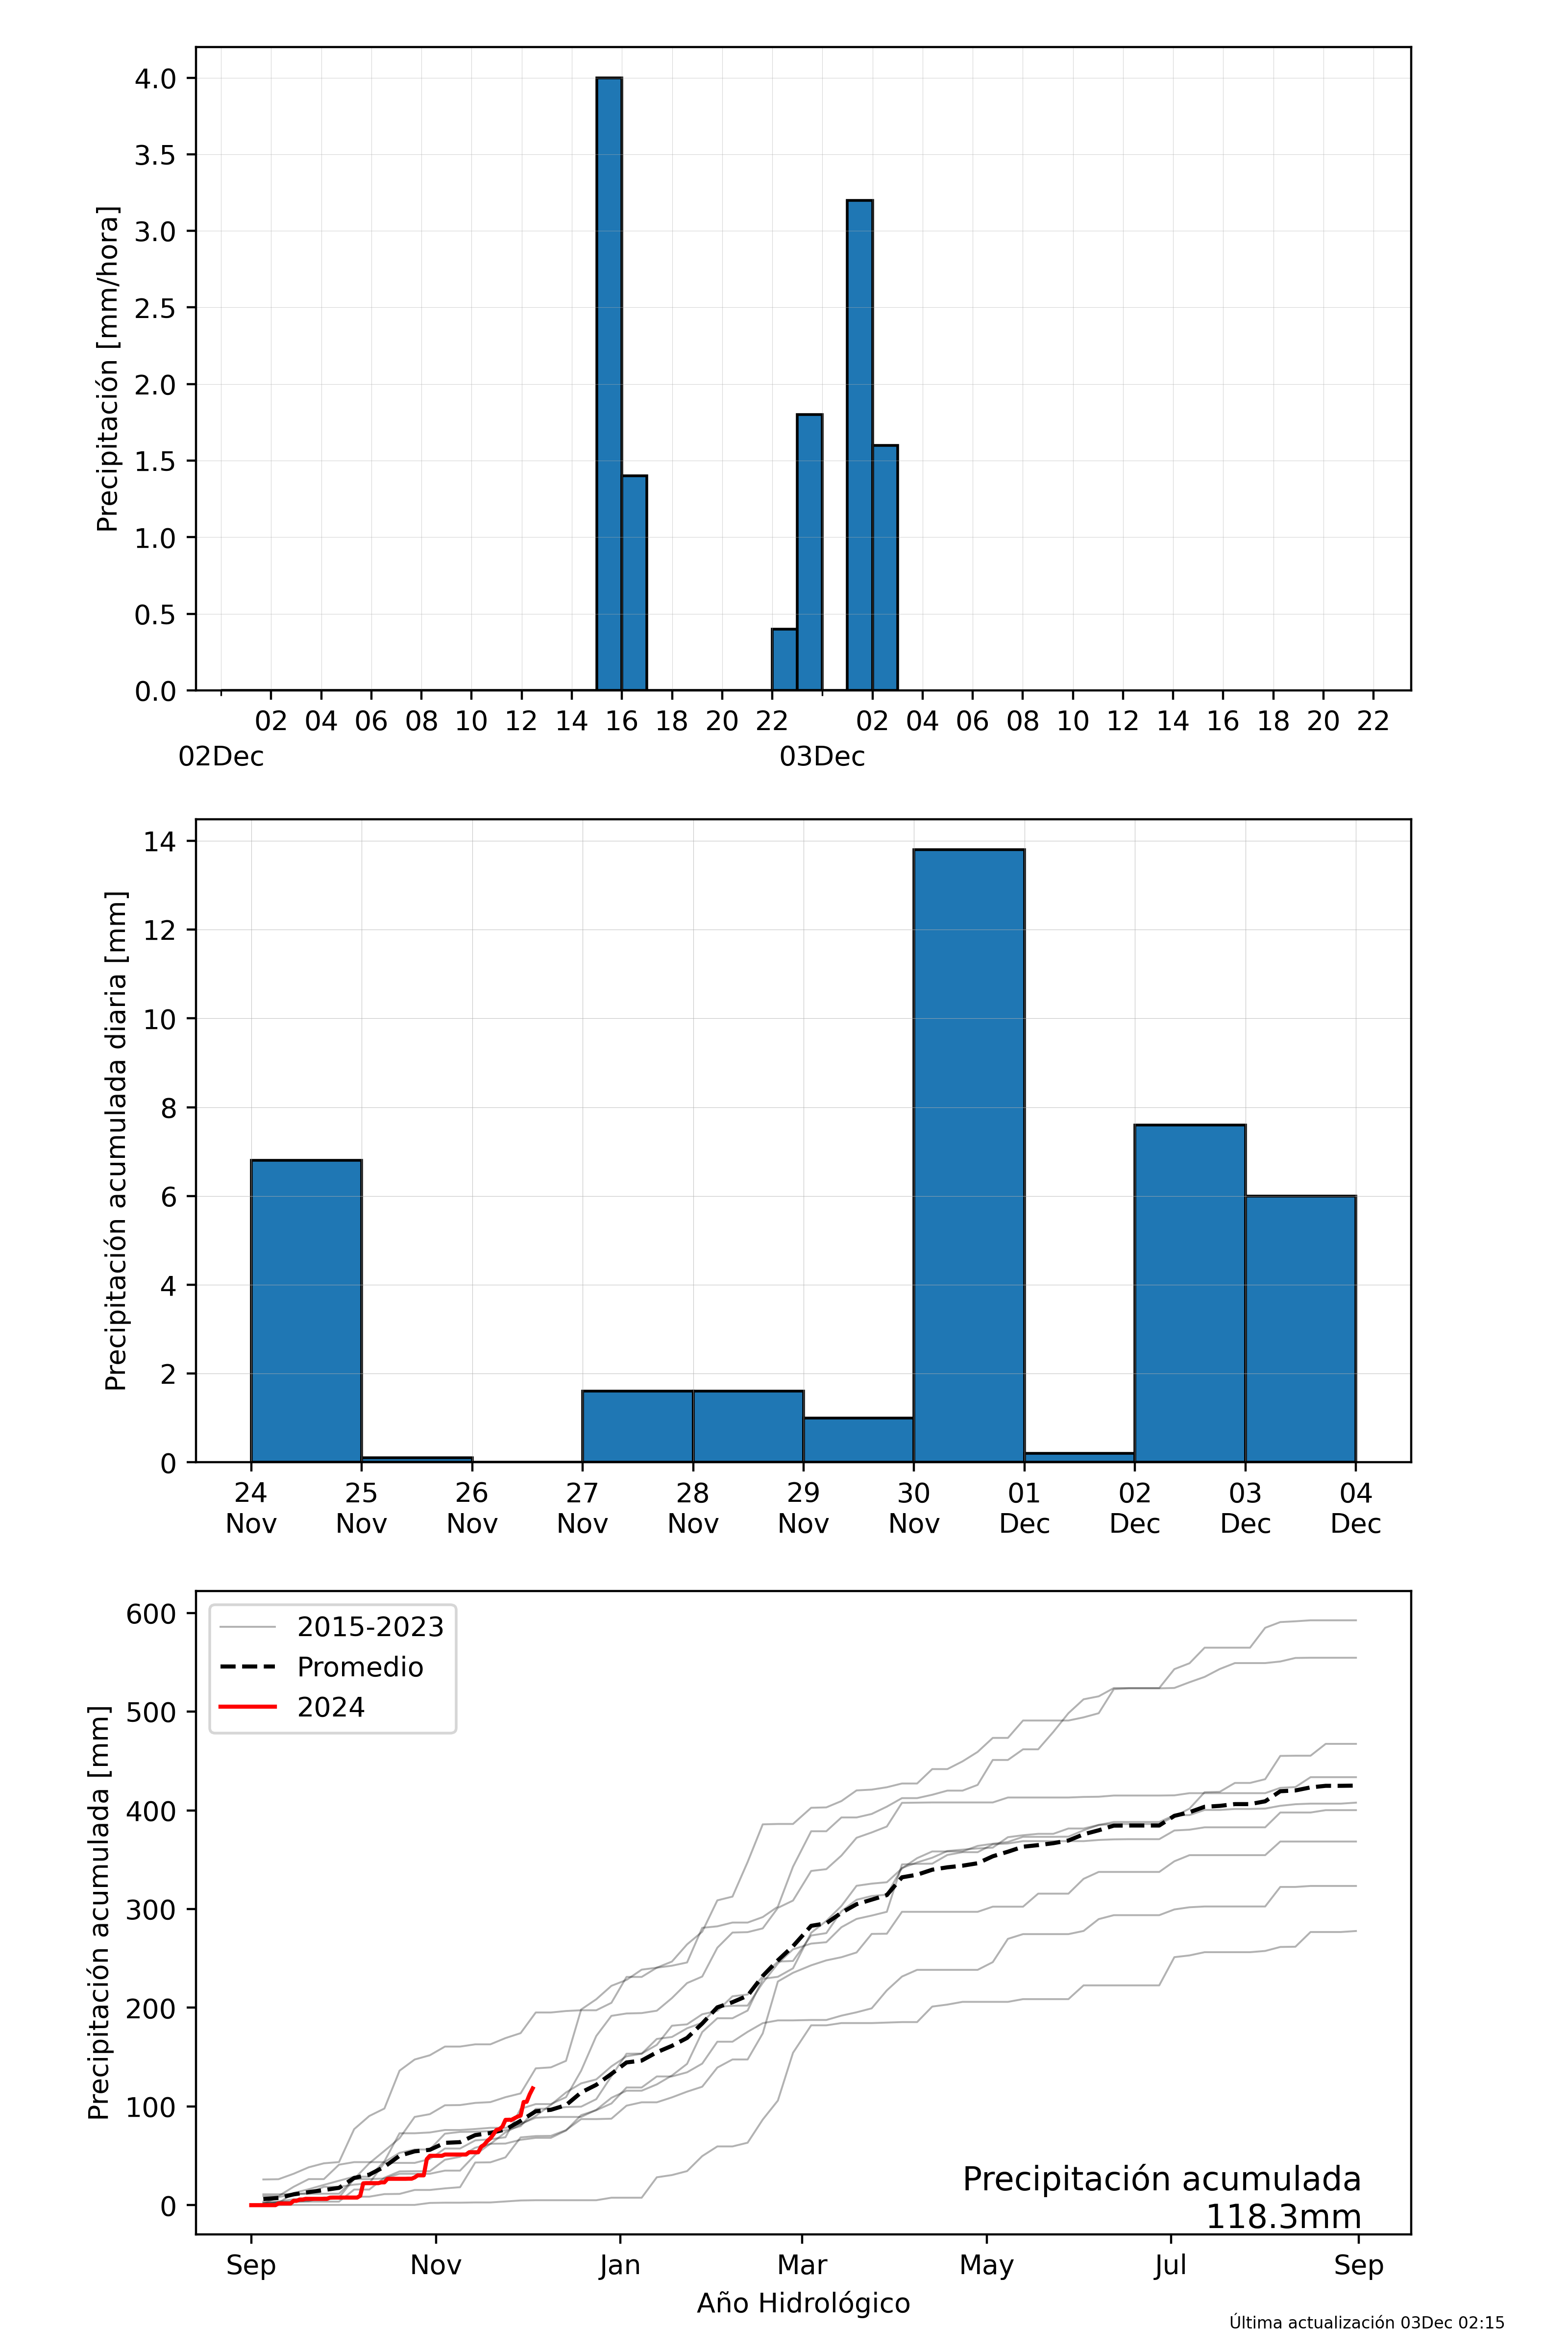 Precipitación [mm/hora]
4.0
3.5
3.0
2.5
2.0
1.5
1.0
0.5
0.0
02 04 06 08 10 12 14 16 18 20 22 02 04 06 08 10 12 14 16 18 20 22
02Dec 03Dec
Precipitación acumulada diaria [mm]
14
12
10
8
6
4
2
0
24 25 26 27 28 29 30 01 02 03 04
Nov Nov Nov Nov Nov Nov Nov Dec Dec Dec Dec
Precipitación acumulada [mm]
600
500
400
300
200
100
0
2015-2023
Promedio
2024
Precipitación acumulada
118.3mm
Sep Nov Jan Mar May Jul Sep
Año Hidrológico
Última actualización 03Dec 02:15